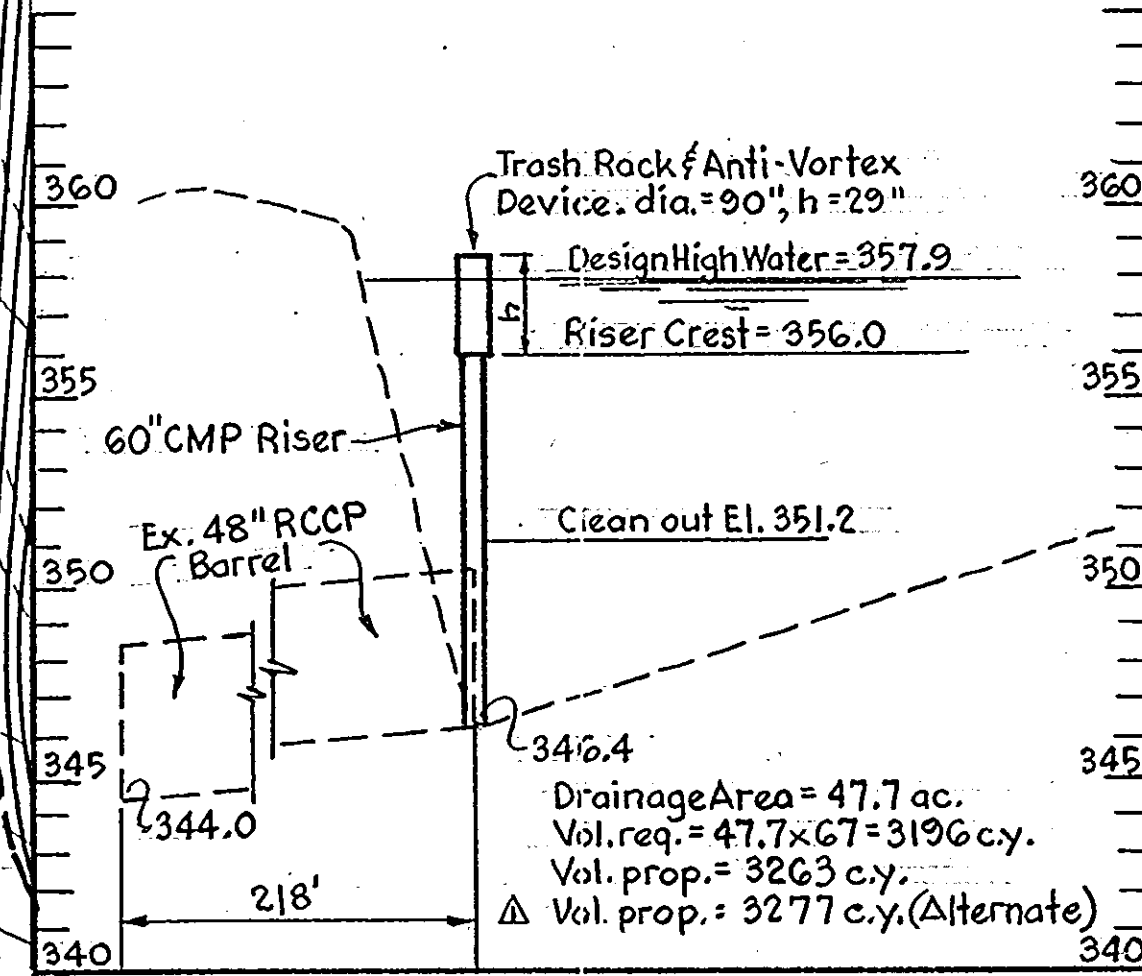 Trash Rack & Anti-Vortex
Device. dia.=90", h=29"
360
360
Design High Water = 357.9
h
Riser Crest = 356.0
355
355
60" CMP Riser
Clean out El. 351.2
Ex. 48" RCCP
Barrel
350
350
346.4
345
345
344.0
Drainage Area = 47.7 ac.
Vol. req. = 47.7 x 67 = 3196 c.y.
Vol. prop. = 3263 c.y.
218'
1 Vol. prop. = 3277 c.y. (Alternate)
340
340